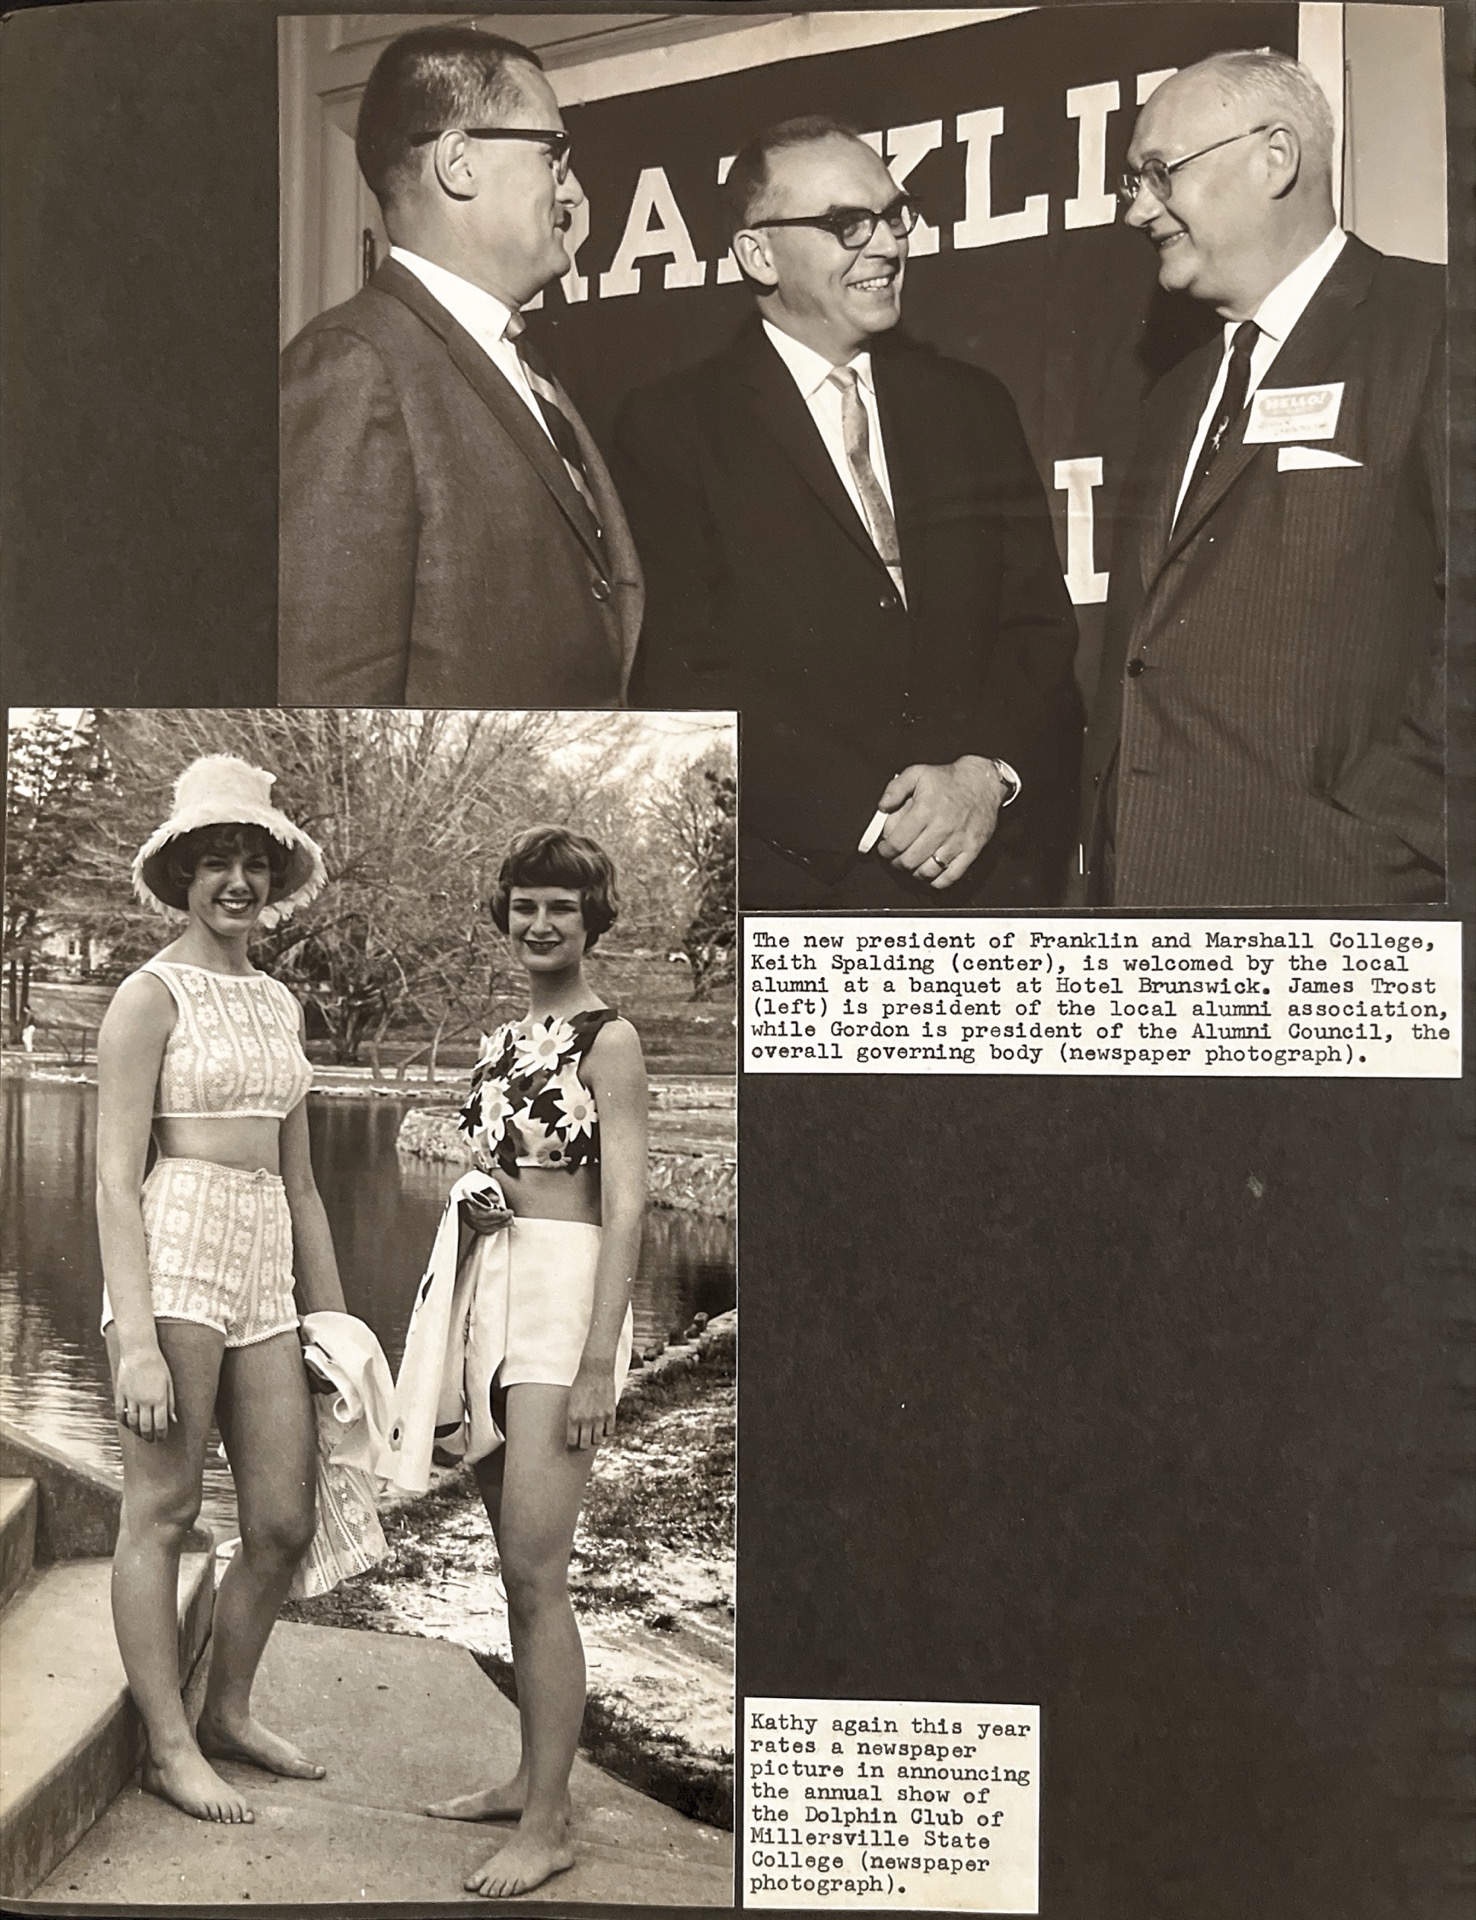 RANKLI
I
HELLO!
The new president of Franklin and Marshall College,
Keith Spalding (center), is welcomed by the local
alumni at a banquet at Hotel Brunswick. James Trost
(left) is president of the local alumni association,
while Gordon is president of the Alumni Council, the
overall governing body (newspaper photograph).
Kathy again this year
rates a newspaper
picture in announcing
the annual show of
the Dolphin Club of
Millersville State
College (newspaper
photograph).